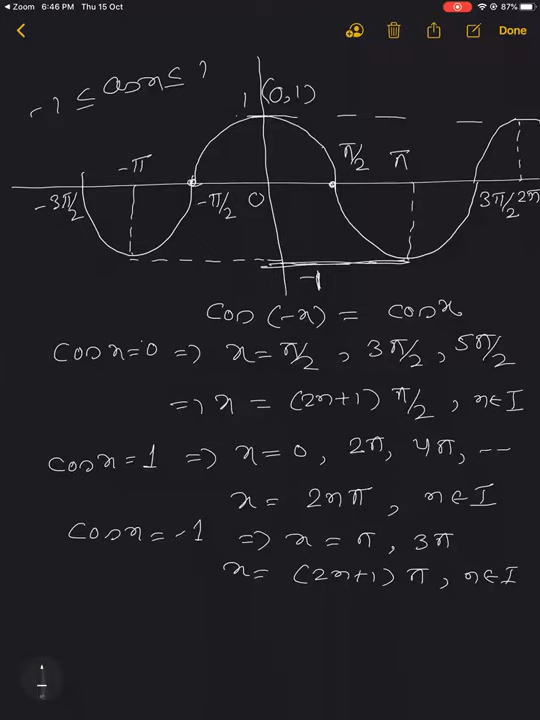 Zoom 6:46 PM Thu 15 Oct 87%
Done
-1 ≤ cosx ≤ 1
1 (0,1)
-π π/2 π
-3π/2 -π/2 0 3π/2 2π
-1
cos (-x) = cosx
cosx=0 => x=π/2 , 3π/2 , 5π/2
=> x = (2n+1) π/2 , n∈I
cosx=1 => x=0, 2π, 4π, --
x = 2nπ , n∈I
cosx=-1 => x=π, 3π
x= (2n+1) π , n∈I